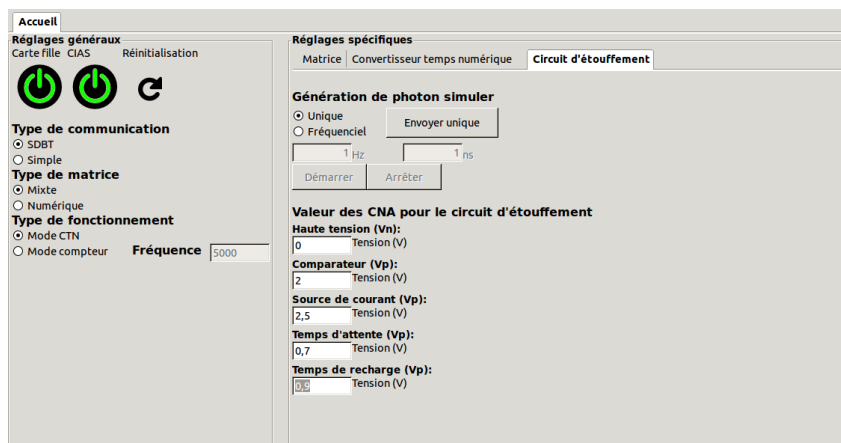 Accueil
Réglages généraux
Carte fille CIAS Réinitialisation
Type de communication
SDBT
Simple
Type de matrice
Mixte
Numérique
Type de fonctionnement
Mode CTN
Mode compteur Fréquence 5000
Réglages spécifiques
Matrice Convertisseur temps numérique Circuit d'étouffement
Génération de photon simuler
Unique
Fréquenciel
Envoyer unique
1 Hz 1 ns
Démarrer Arrêter
Valeur des CNA pour le circuit d'étouffement
Haute tension (Vn):
0 Tension (V)
Comparateur (Vp):
2 Tension (V)
Source de courant (Vp):
2,5 Tension (V)
Temps d'attente (Vp):
0,7 Tension (V)
Temps de recharge (Vp):
0,9 Tension (V)